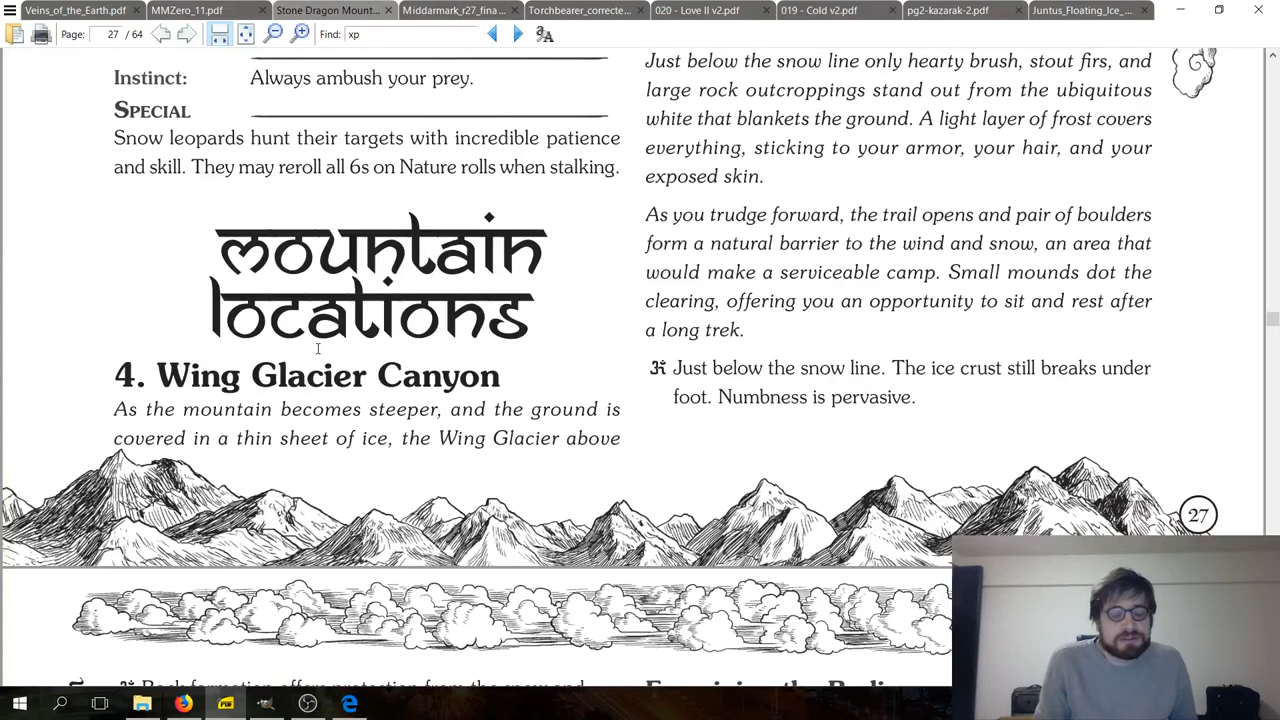 Veins_of_the_Earth.pdf
MMZero_11.pdf
Stone Dragon Mount...
Middarmark_r27_fina...
Torchbearer_correcte...
020 - Love II v2.pdf
019 - Cold v2.pdf
pg2-kazarak-2.pdf
Juntus_Floating_Ice_...
Page: 27 / 64
Find: xp
Instinct: Always ambush your prey.
Special
Snow leopards hunt their targets with incredible patience
and skill. They may reroll all 6s on Nature rolls when stalking.
mountain
locations
4. Wing Glacier Canyon
As the mountain becomes steeper, and the ground is
covered in a thin sheet of ice, the Wing Glacier above
Just below the snow line only hearty brush, stout firs, and
large rock outcroppings stand out from the ubiquitous
white that blankets the ground. A light layer of frost covers
everything, sticking to your armor, your hair, and your
exposed skin.
As you trudge forward, the trail opens and pair of boulders
form a natural barrier to the wind and snow, an area that
would make a serviceable camp. Small mounds dot the
clearing, offering you an opportunity to sit and rest after
a long trek.
Just below the snow line. The ice crust still breaks under
foot. Numbness is pervasive.
27